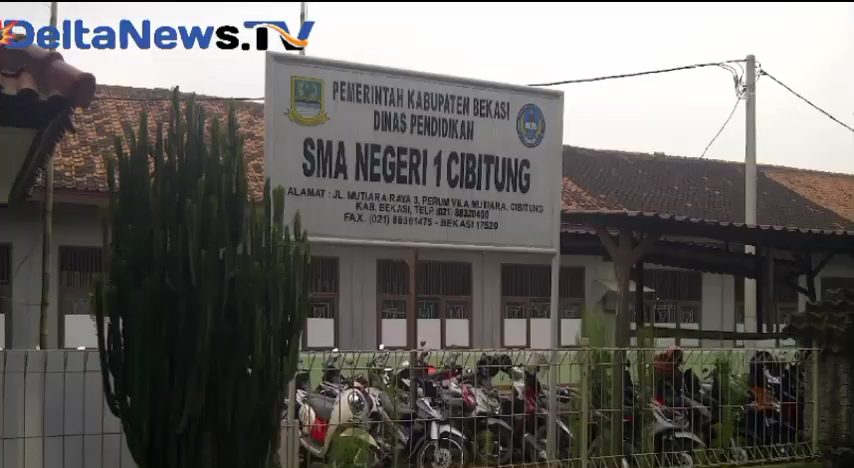 DeltaNews.TV
PEMERINTAH KABUPATEN BEKASI
DINAS PENDIDIKAN
SMA NEGERI 1 CIBITUNG
ALAMAT : JL. MUTIARA RAYA 3, PERUM VILA MUTIARA, CIBITUNG
KAB. BEKASI, TELP (021) 88320490
FAX. (021) 88361475 - BEKASI 17520